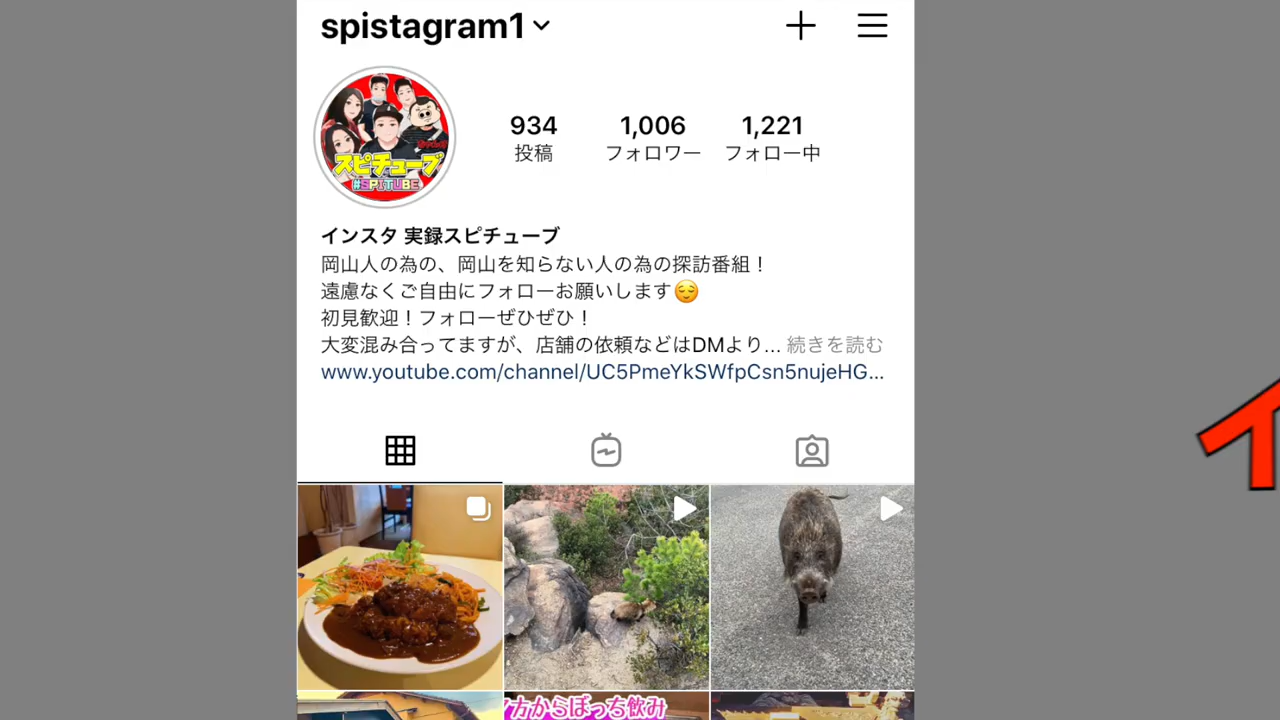 spistagram1
934
投稿
1,006
フォロワー
1,221
フォロー中
スピチューブ
#SPITUBE
インスタ 実録スピチューブ
岡山人の為の、岡山を知らない人の為の探訪番組！
遠慮なくご自由にフォローお願いします😌
初見歓迎！フォローぜひぜひ！
大変混み合ってますが、店舗の依頼などはDMより... 続きを読む
www.youtube.com/channel/UC5PmeYkSWfpCsn5nujeHG...
イ
方からぼっち飲み